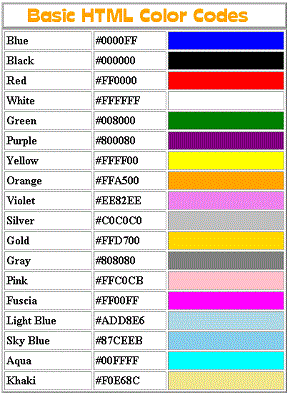 Basic HTML Color Codes
Blue #0000FF
Black #000000
Red #FF0000
White #FFFFFF
Green #008000
Purple #800080
Yellow #FFFF00
Orange #FFA500
Violet #EE82EE
Silver #C0C0C0
Gold #FFD700
Gray #808080
Pink #FFC0CB
Fuscia #FF00FF
Light Blue #ADD8E6
Sky Blue #87CEEB
Aqua #00FFFF
Khaki #F0E68C